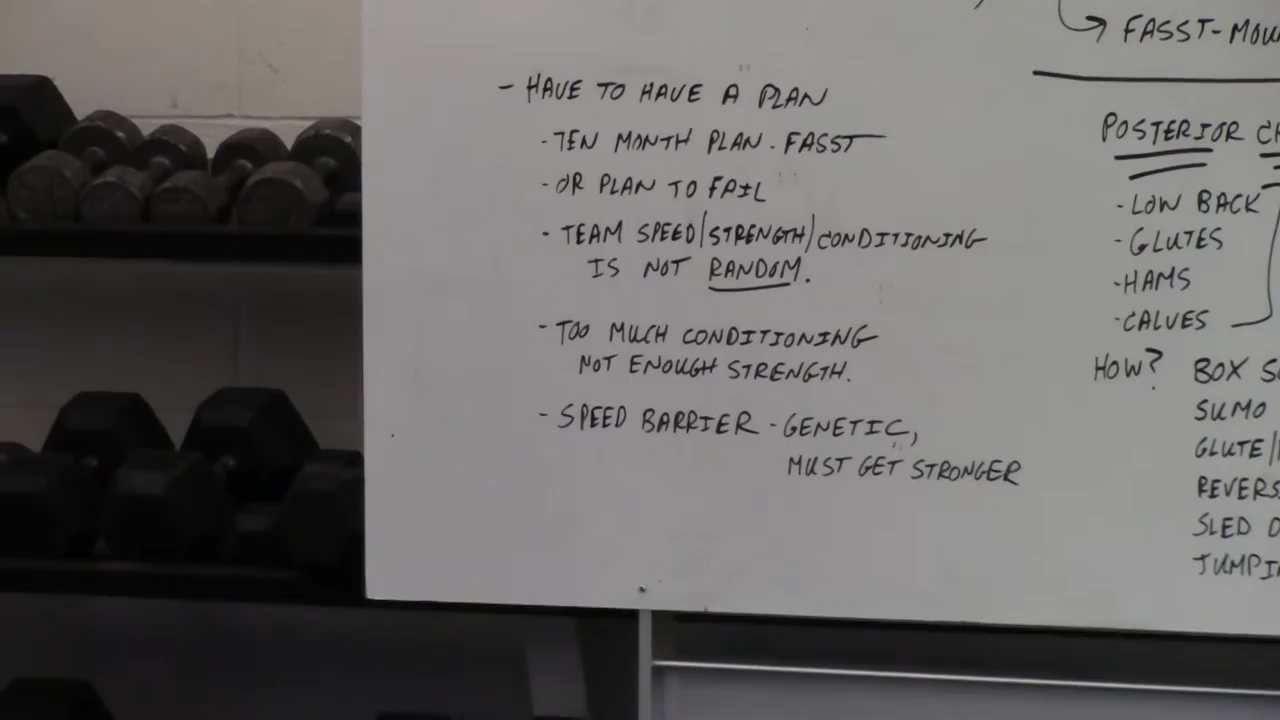 - HAVE TO HAVE A PLAN
- TEN MONTH PLAN - FASST
- OR PLAN TO FAIL
- TEAM SPEED/STRENGTH/CONDITIONING
IS NOT RANDOM.
- TOO MUCH CONDITIONING
NOT ENOUGH STRENGTH.
- SPEED BARRIER - GENETIC,
MUST GET STRONGER
FASST-
POSTERIOR
- LOW BACK
- GLUTES
- HAMS
- CALVES
HOW? BOX
SUMO
GLUTE/
SLED